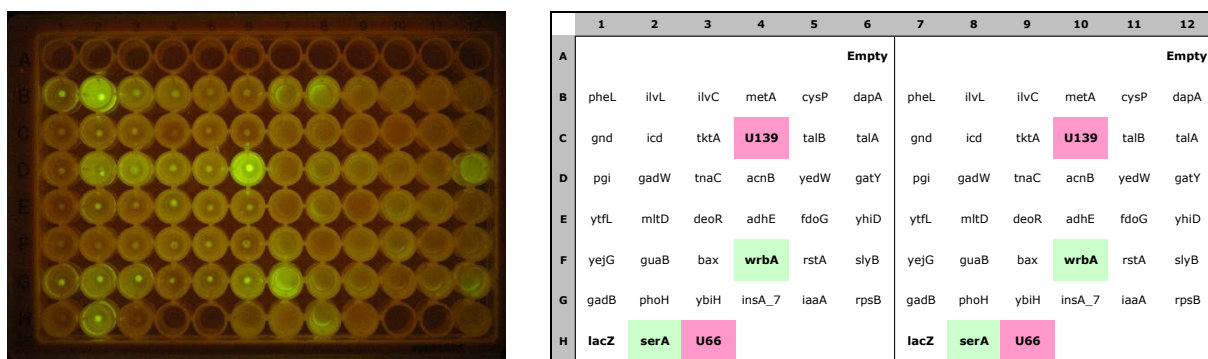 1 2 3 4 5 6 7 8 9 10 11 12
A Empty Empty
B pheL ilvL ilvC metA cysP dapA pheL ilvL ilvC metA cysP dapA
C gnd icd tktA U139 talB talA gnd icd tktA U139 talB talA
D pgi gadW tnaC acnB yedW gatY pgi gadW tnaC acnB yedW gatY
E ytfL mltD deoR adhE fdoG yhiD ytfL mltD deoR adhE fdoG yhiD
F yejG guaB bax wrbA rstA slyB yejG guaB bax wrbA rstA slyB
G gadB phoH ybiH insA_7 iaaA rpsB gadB phoH ybiH insA_7 iaaA rpsB
H lacZ serA U66 lacZ serA U66